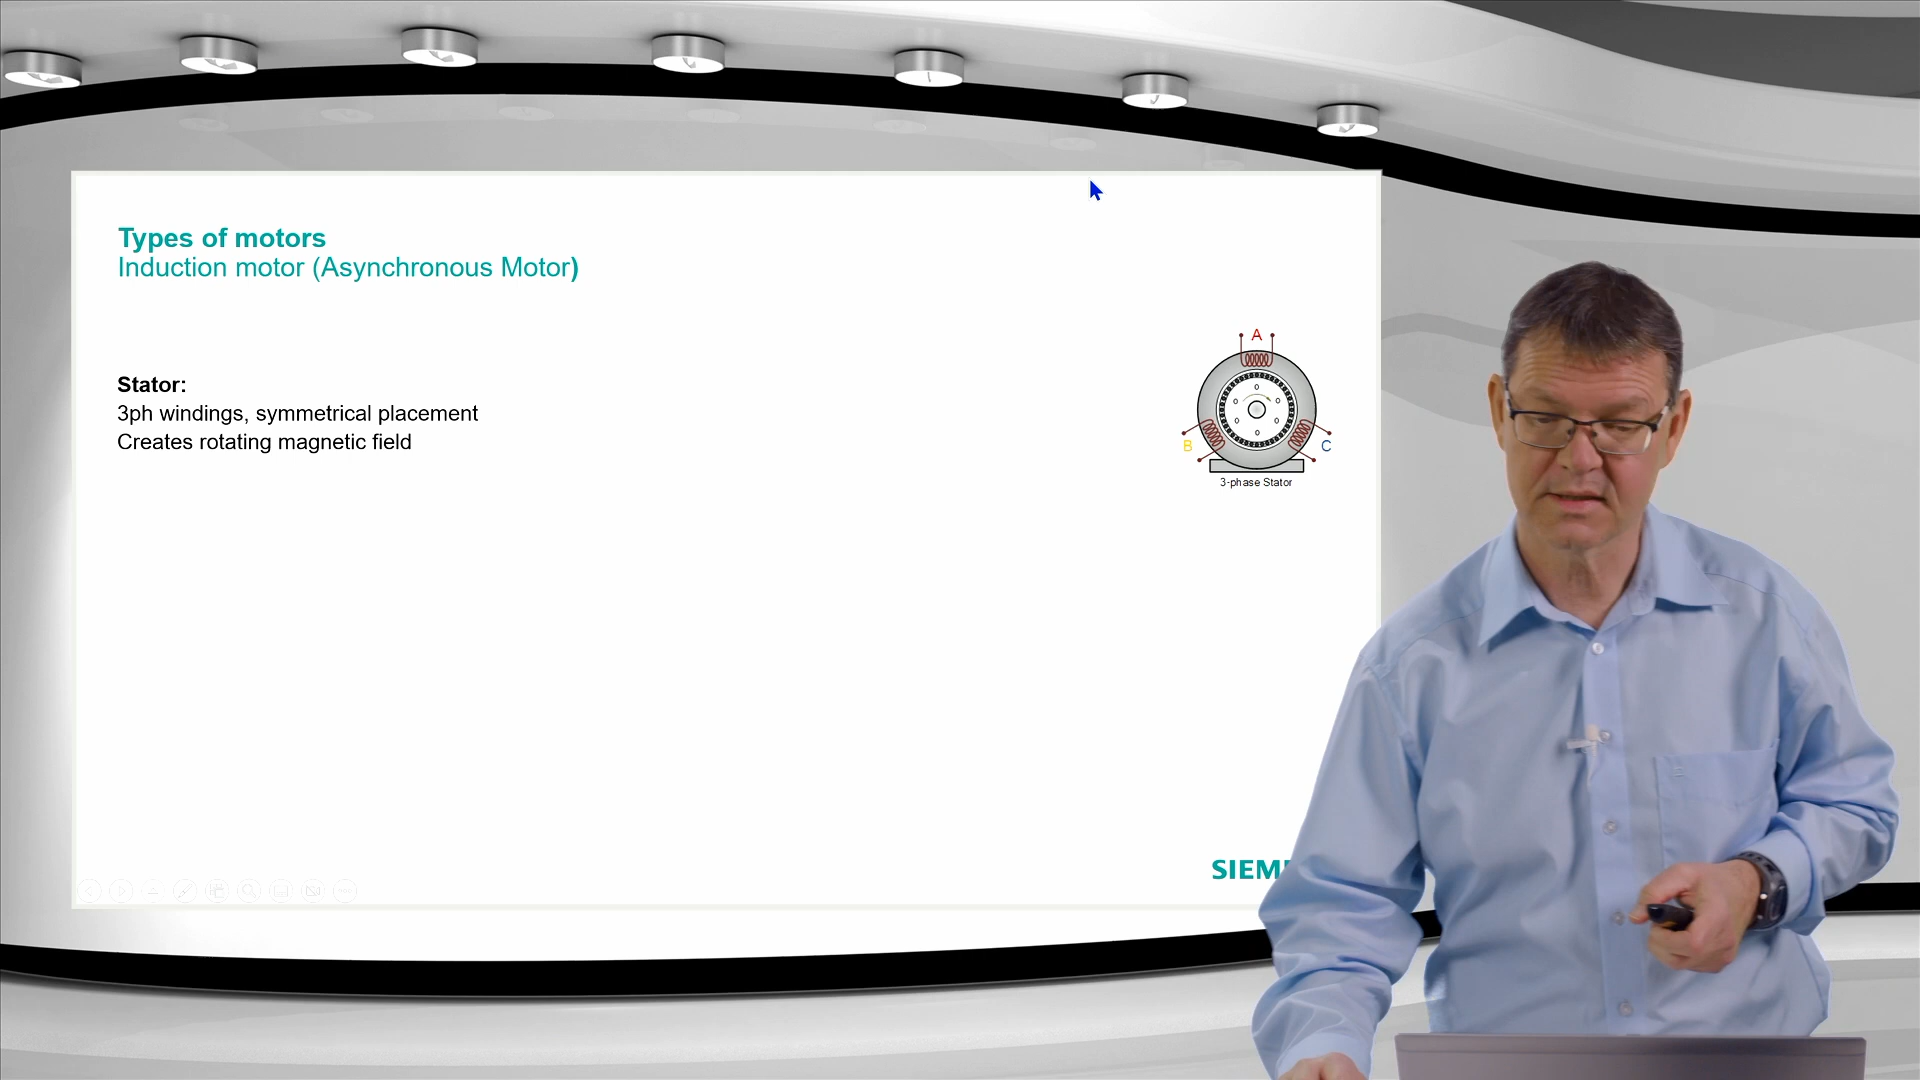 Types of motors
Induction motor (Asynchronous Motor)
Stator:
3ph windings, symmetrical placement
Creates rotating magnetic field
A
B
C
3-phase Stator